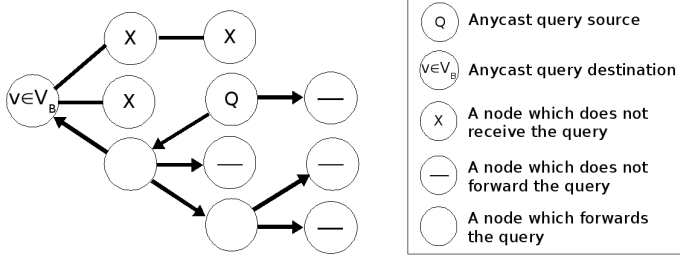 X X
v∈V_B X Q —
— —
—
Q Anycast query source
v∈V_B Anycast query destination
X A node which does not
receive the query
— A node which does not
forward the query
A node which forwards
the query